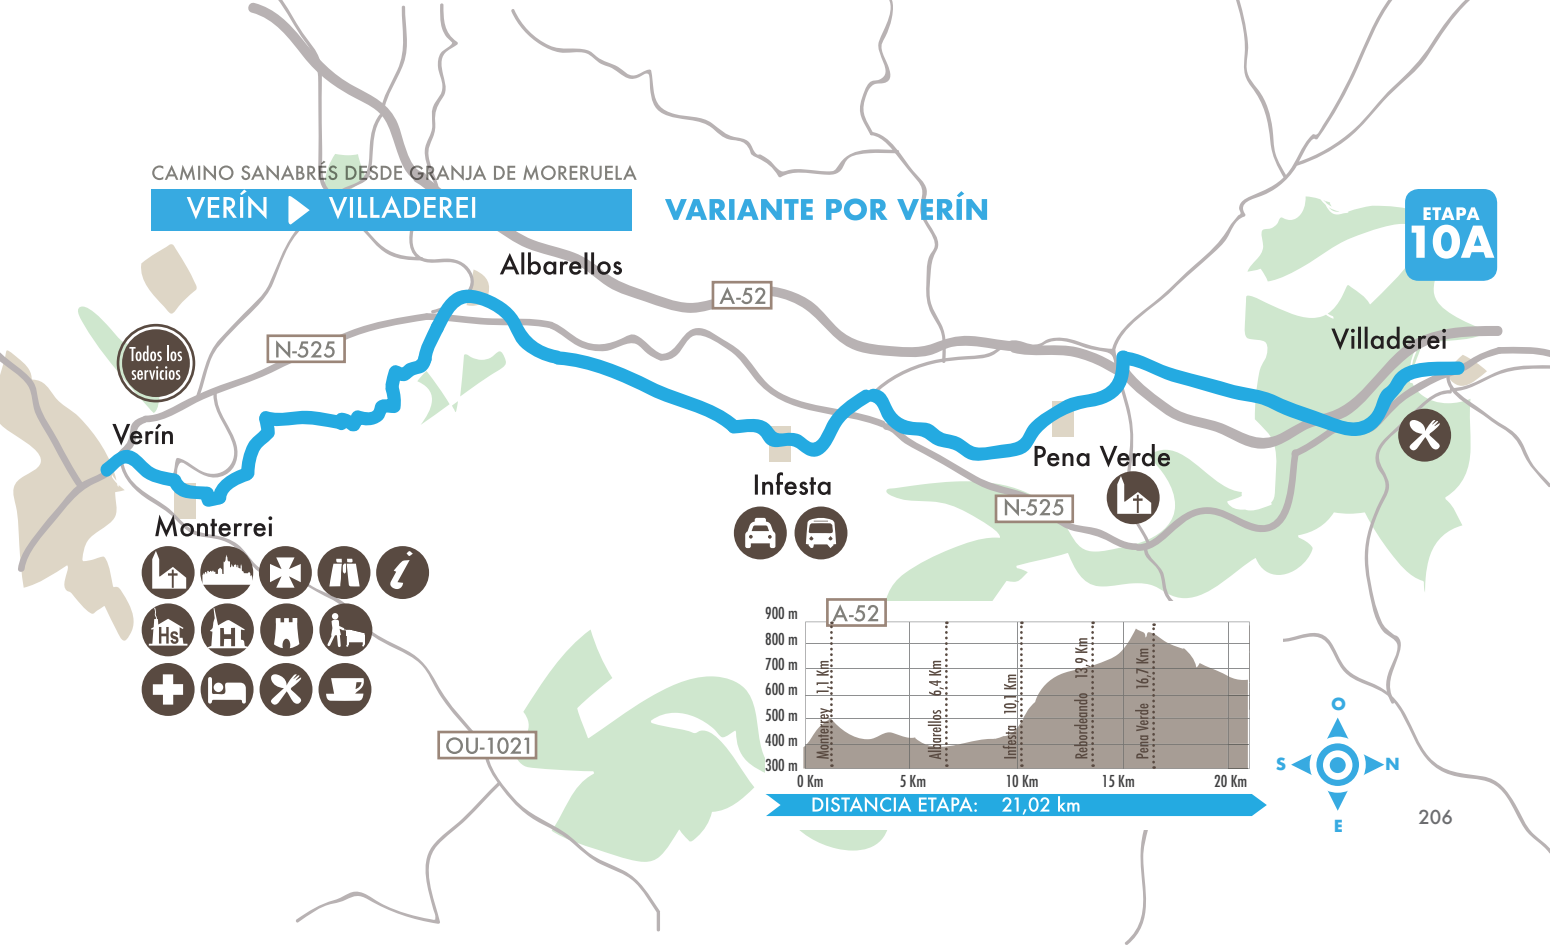 CAMINO SANABRÉS DESDE GRANJA DE MORERUELA
VERÍN VILLADEREI
VARIANTE POR VERÍN
ETAPA
10A
Albarellos
A-52
N-525
Todos los
servicios
Villaderei
Verín
Pena Verde
Infesta
N-525
Monterrei
i
Hs
H
A-52
900 m
800 m
700 m
600 m
500 m
400 m
300 m
Monterrey 1,1 Km
Albarellos 6,4 Km
Infesta 10,1 Km
Rebordeando 13,9 Km
Pena Verde 16,7 Km
0 Km
5 Km
10 Km
15 Km
20 Km
DISTANCIA ETAPA: 21,02 km
OU-1021
O
S
N
E
206